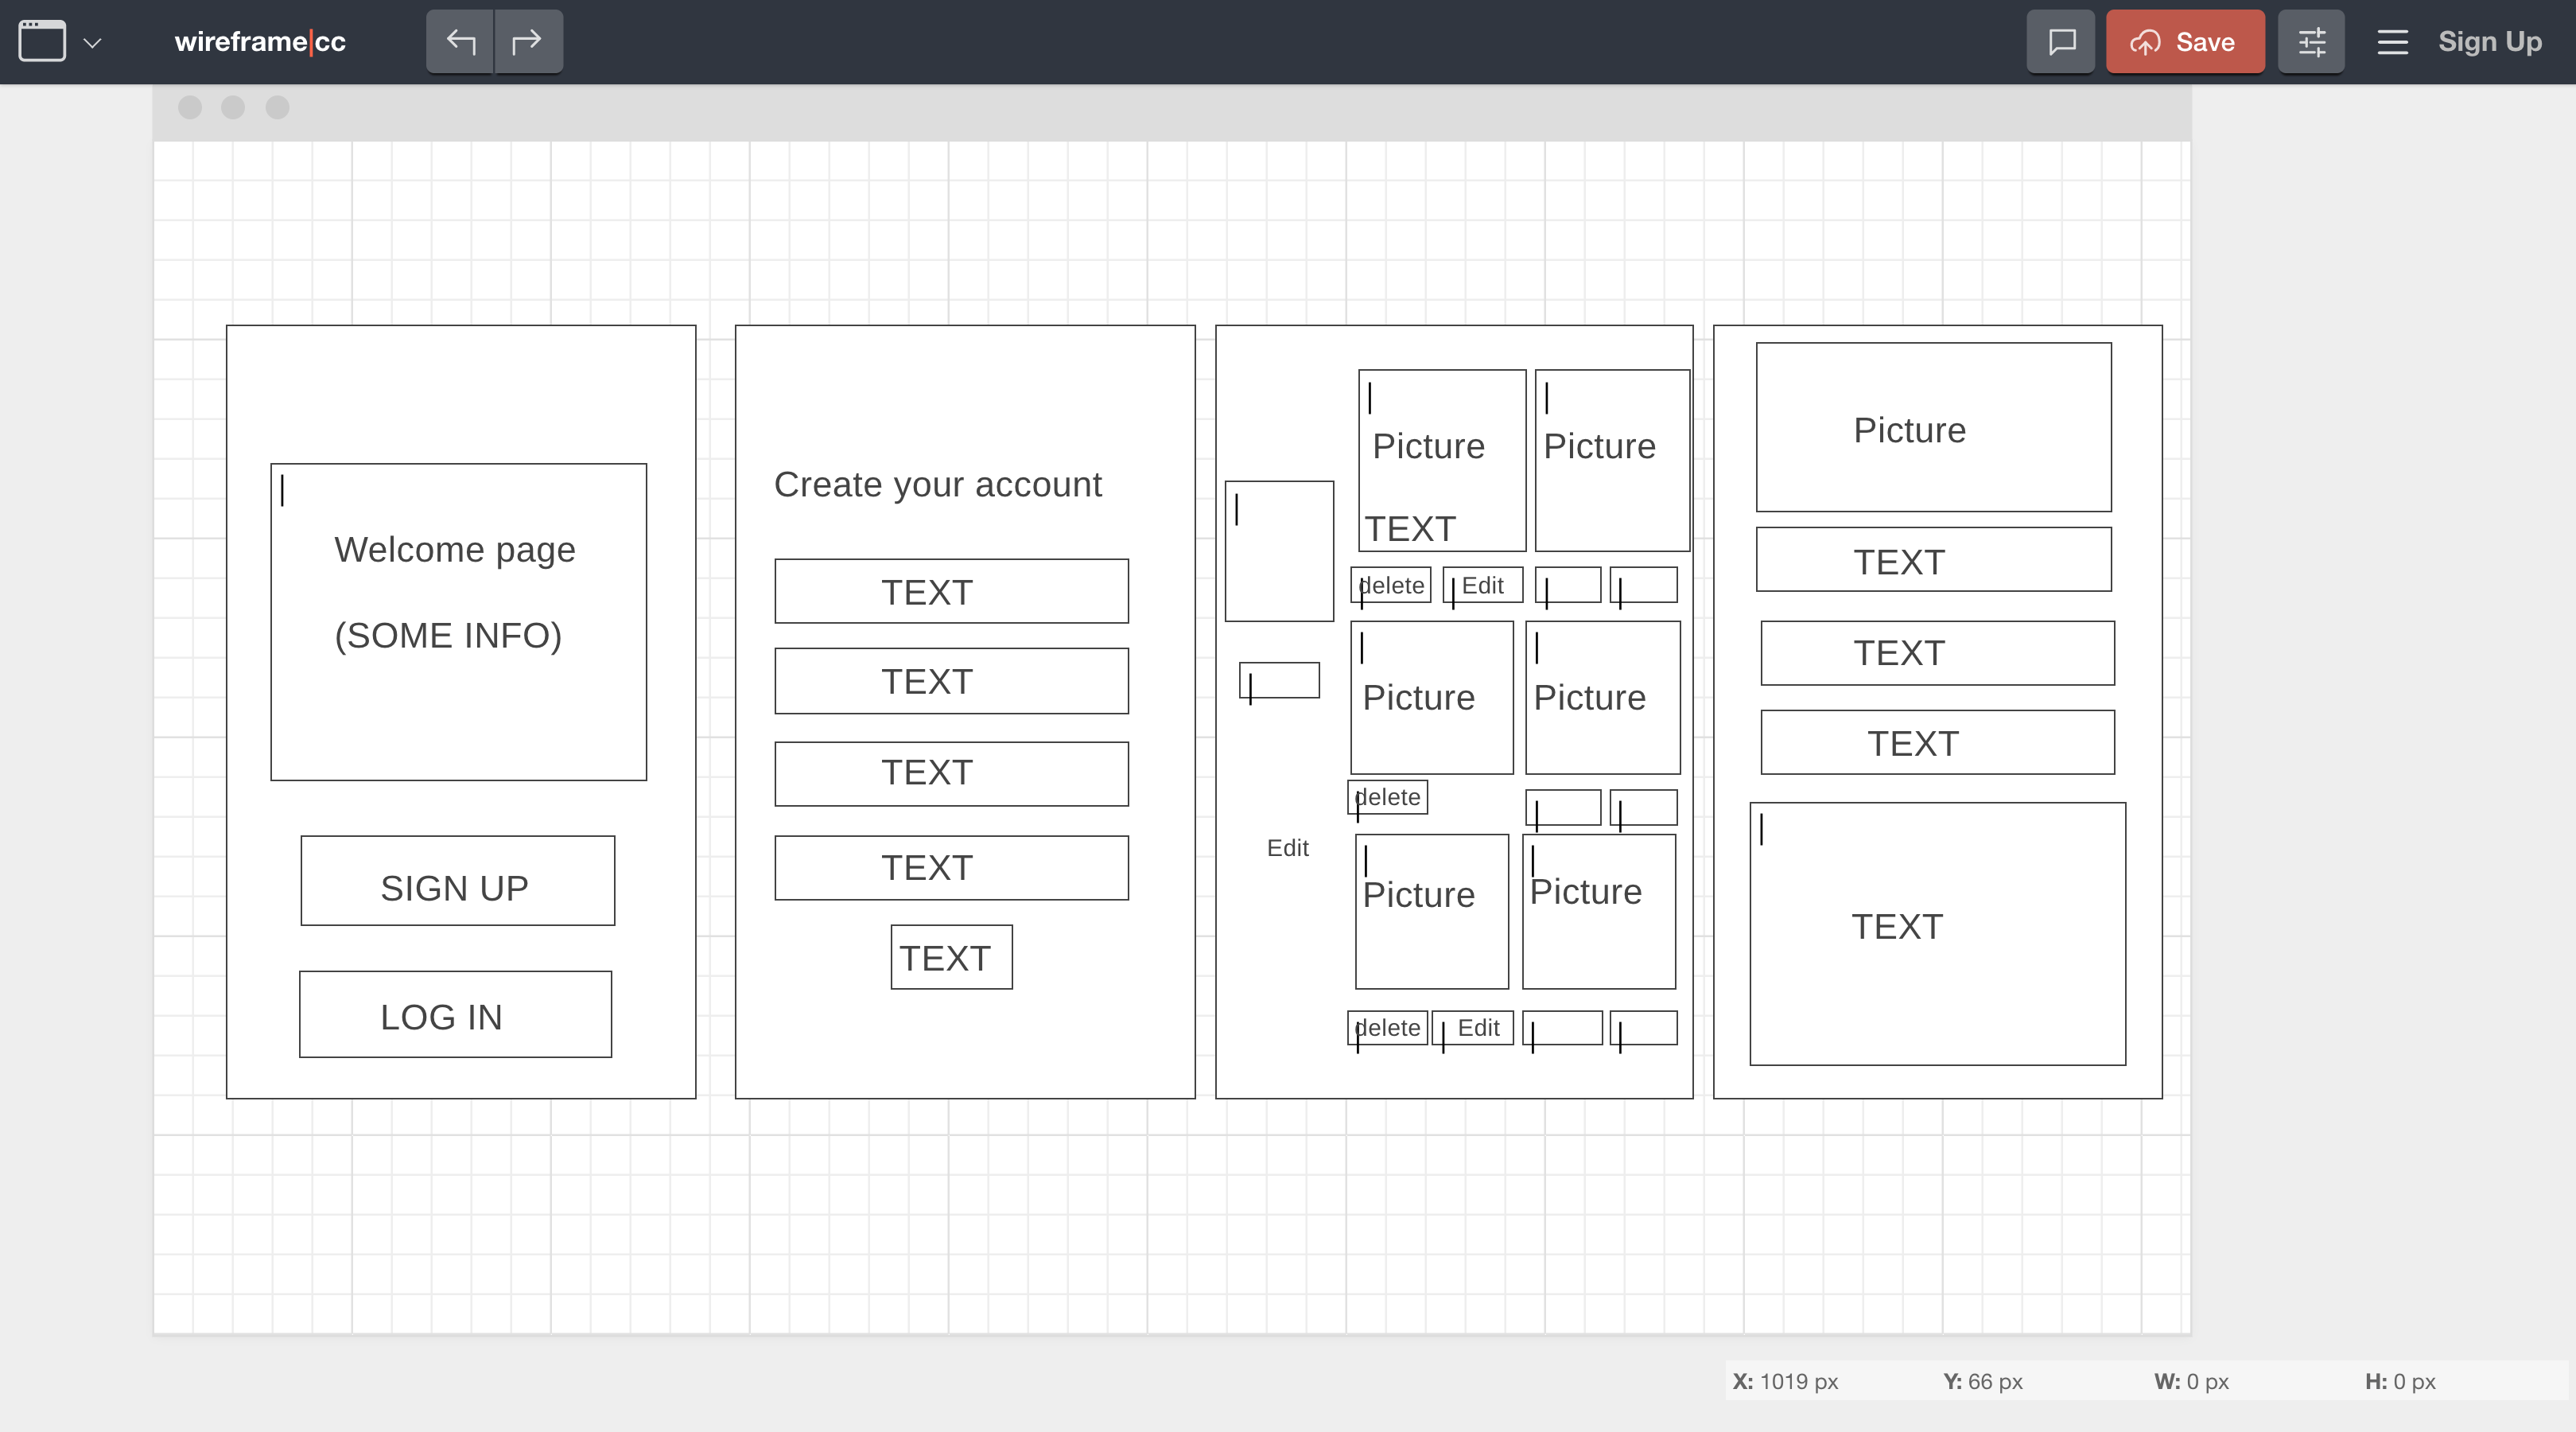 wireframe|cc
Save
Sign Up
Welcome page
(SOME INFO)
SIGN UP
LOG IN
Create your account
TEXT
TEXT
TEXT
TEXT
TEXT
Picture
Picture
TEXT
delete
Edit
Picture
Picture
delete
Edit
Picture
Picture
delete
Edit
Picture
TEXT
TEXT
TEXT
TEXT
X: 1019 px
Y: 66 px
W: 0 px
H: 0 px